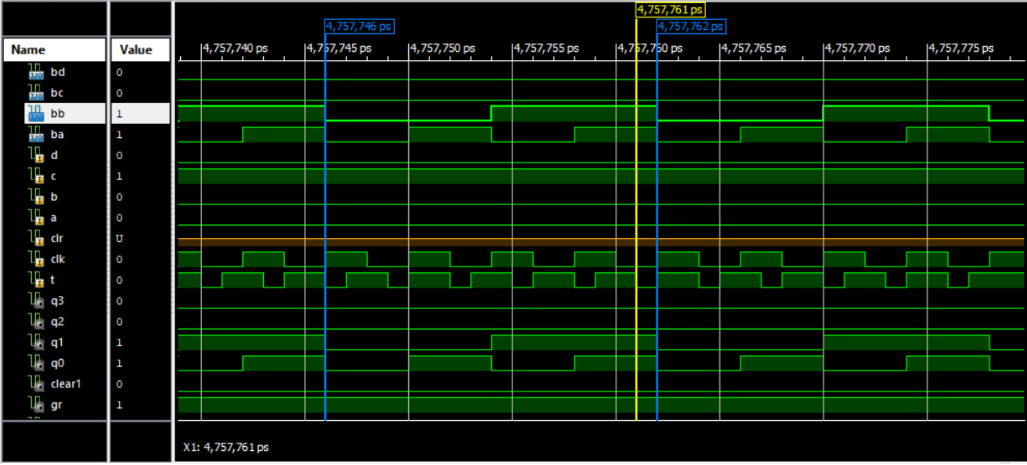 4,757,761 ps
4,757,746 ps 4,757,762 ps
Name Value 4,757,740 ps 4,757,745 ps 4,757,750 ps 4,757,755 ps 4,757,760 ps 4,757,765 ps 4,757,770 ps 4,757,775 ps
bd 0
bc 0
bb 1
ba 1
d 0
c 1
b 0
a 0
clr U
clk 0
t 0
q3 0
q2 0
q1 1
q0 1
clear1 0
gr 1
X1: 4,757,761 ps